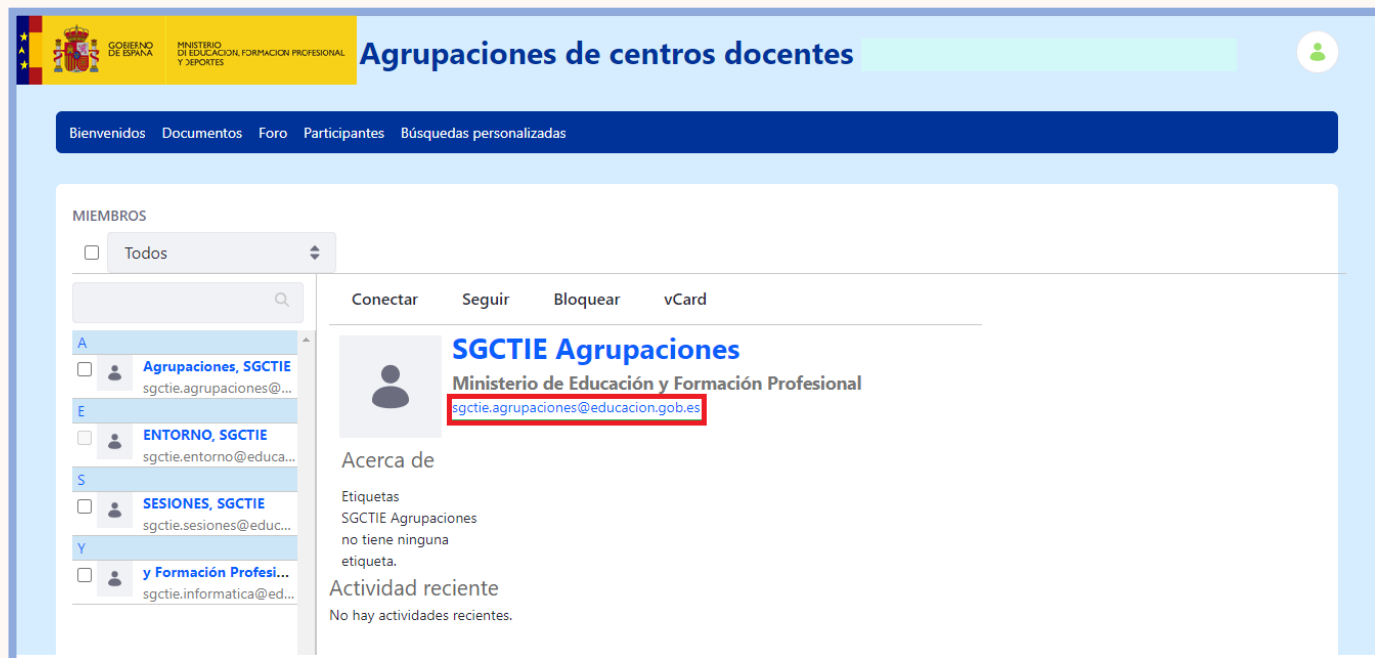 GOBIERNO
DE ESPAÑA
MINISTERIO
DE EDUCACIÓN, FORMACIÓN PROFESIONAL
Y DEPORTES
Agrupaciones de centros docentes
Bienvenidos Documentos Foro Participantes Búsquedas personalizadas
MIEMBROS
Todos
Conectar Seguir Bloquear vCard
A
Agrupaciones, SGCTIE
sgctie.agrupaciones@...
E
ENTORNO, SGCTIE
sgctie.entorno@educa...
S
SESIONES, SGCTIE
sgctie.sesiones@educ...
Y
y Formación Profesi...
sgctie.informatica@ed...
SGCTIE Agrupaciones
Ministerio de Educación y Formación Profesional
sgctie.agrupaciones@educacion.gob.es
Acerca de
Etiquetas
SGCTIE Agrupaciones
no tiene ninguna
etiqueta.
Actividad reciente
No hay actividades recientes.